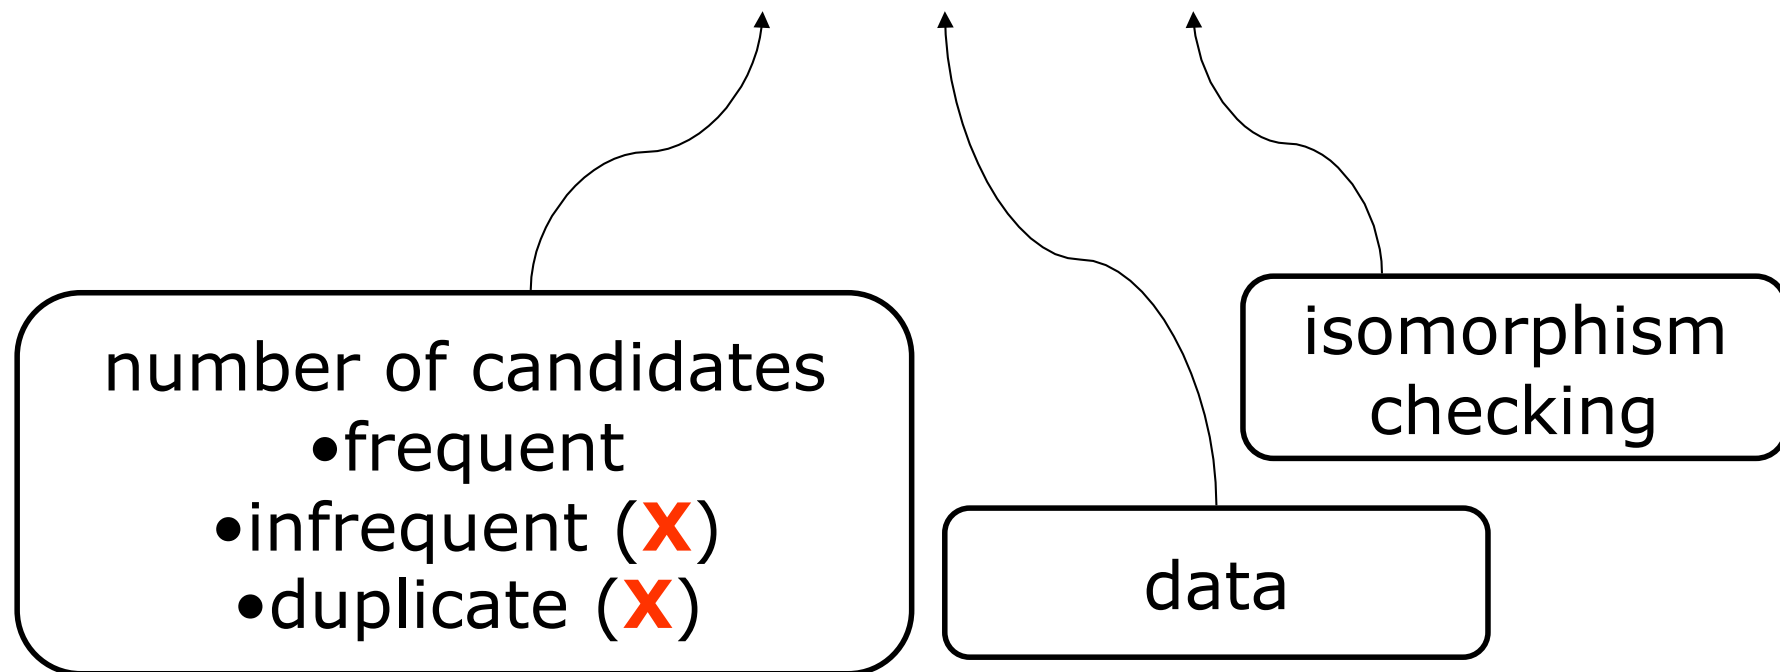 number of candidates
•frequent
•infrequent (X)
•duplicate (X)
data
isomorphism
checking